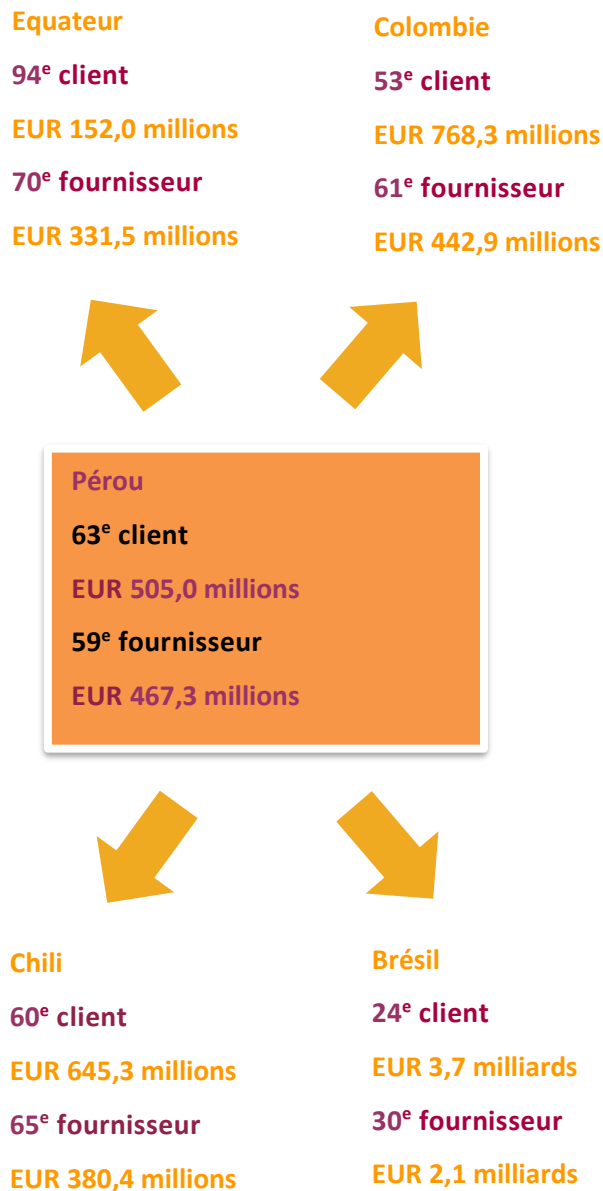 Equateur
94e client
EUR 152,0 millions
70e fournisseur
EUR 331,5 millions
Colombie
53e client
EUR 768,3 millions
61e fournisseur
EUR 442,9 millions
Pérou
63e client
EUR 505,0 millions
59e fournisseur
EUR 467,3 millions
Chili
60e client
EUR 645,3 millions
65e fournisseur
EUR 380,4 millions
Brésil
24e client
EUR 3,7 milliards
30e fournisseur
EUR 2,1 milliards